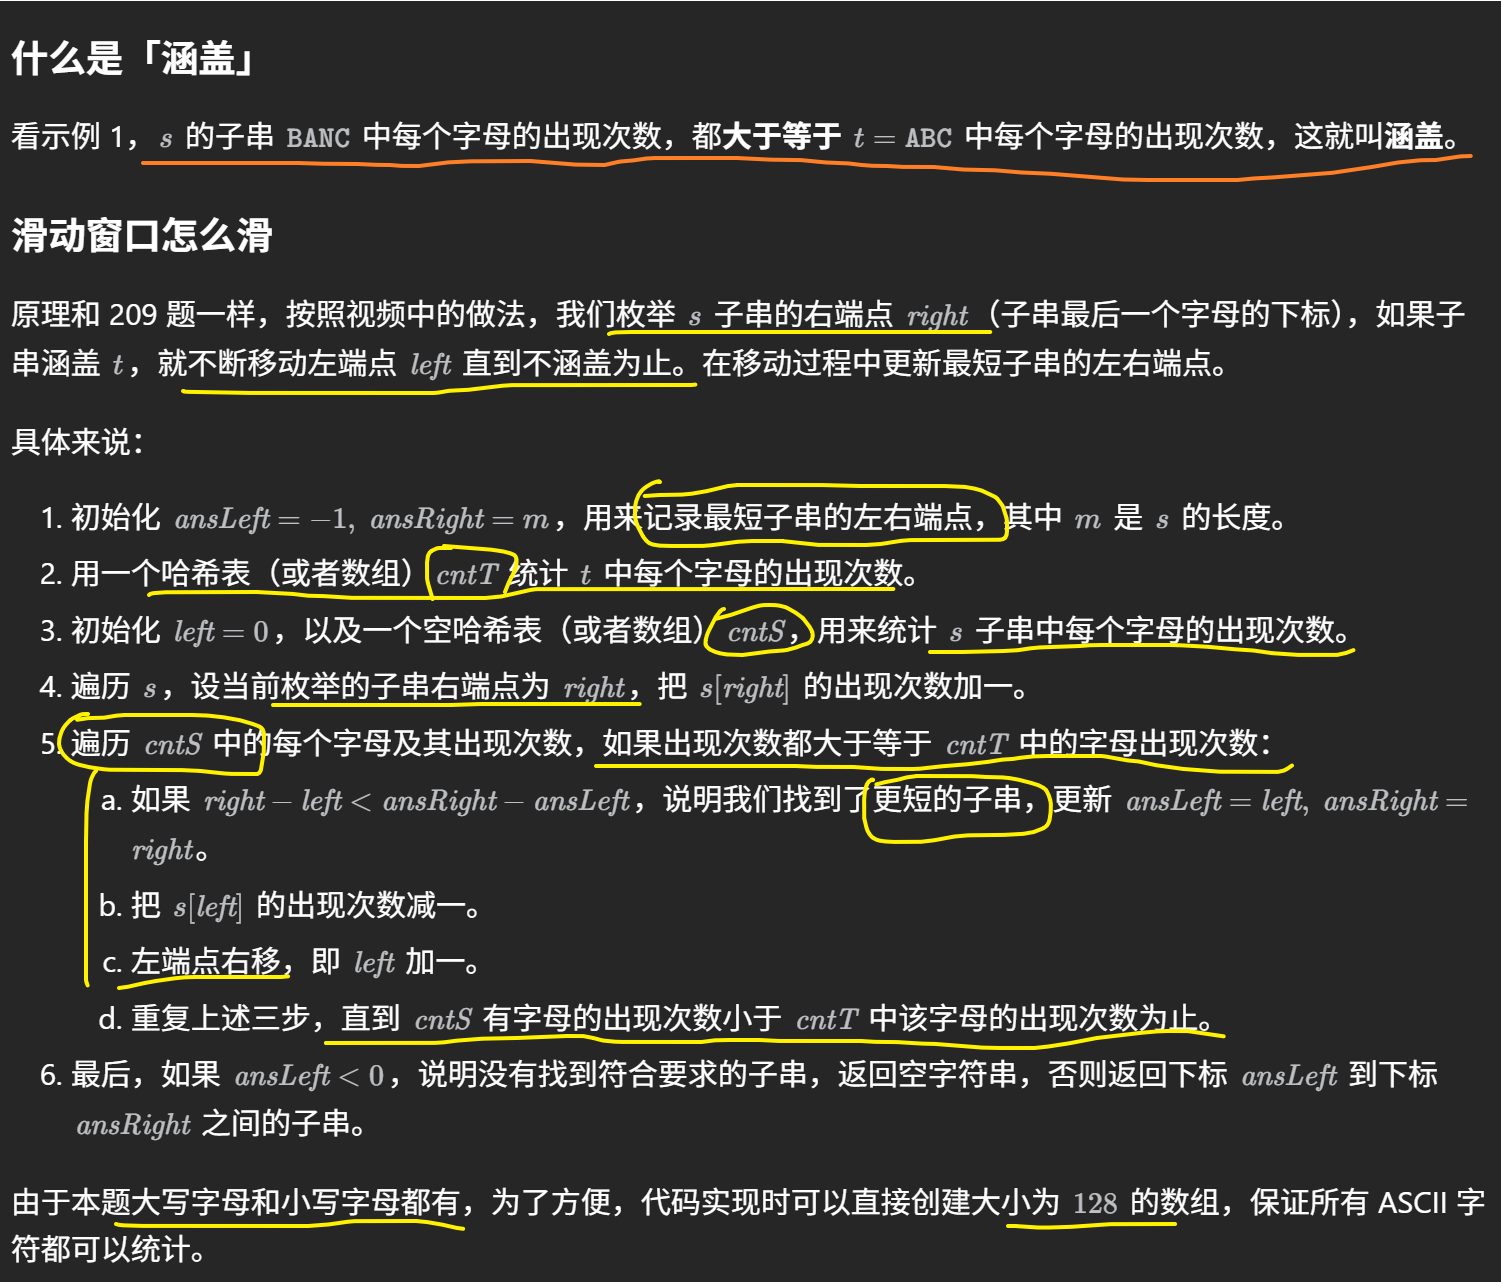 什么是「涵盖」
看示例 1，s 的子串 BANC 中每个字母的出现次数，都大于等于 t = ABC 中每个字母的出现次数，这就叫涵盖。
滑动窗口怎么滑
原理和 209 题一样，按照视频中的做法，我们枚举 s 子串的右端点 right（子串最后一个字母的下标），如果子
串涵盖 t，就不断移动左端点 left 直到不涵盖为止。在移动过程中更新最短子串的左右端点。
具体来说：
1. 初始化 ansLeft = −1, ansRight = m，用来记录最短子串的左右端点，其中 m 是 s 的长度。
2. 用一个哈希表（或者数组）cntT 统计 t 中每个字母的出现次数。
3. 初始化 left = 0，以及一个空哈希表（或者数组）cntS，用来统计 s 子串中每个字母的出现次数。
4. 遍历 s，设当前枚举的子串右端点为 right，把 s[right] 的出现次数加一。
5. 遍历 cntS 中的每个字母及其出现次数，如果出现次数都大于等于 cntT 中的字母出现次数：
a. 如果 right − left < ansRight − ansLeft，说明我们找到了更短的子串，更新 ansLeft = left, ansRight =
right。
b. 把 s[left] 的出现次数减一。
c. 左端点右移，即 left 加一。
d. 重复上述三步，直到 cntS 有字母的出现次数小于 cntT 中该字母的出现次数为止。
6. 最后，如果 ansLeft < 0，说明没有找到符合要求的子串，返回空字符串，否则返回下标 ansLeft 到下标
ansRight 之间的子串。
由于本题大写字母和小写字母都有，为了方便，代码实现时可以直接创建大小为 128 的数组，保证所有 ASCII 字
符都可以统计。